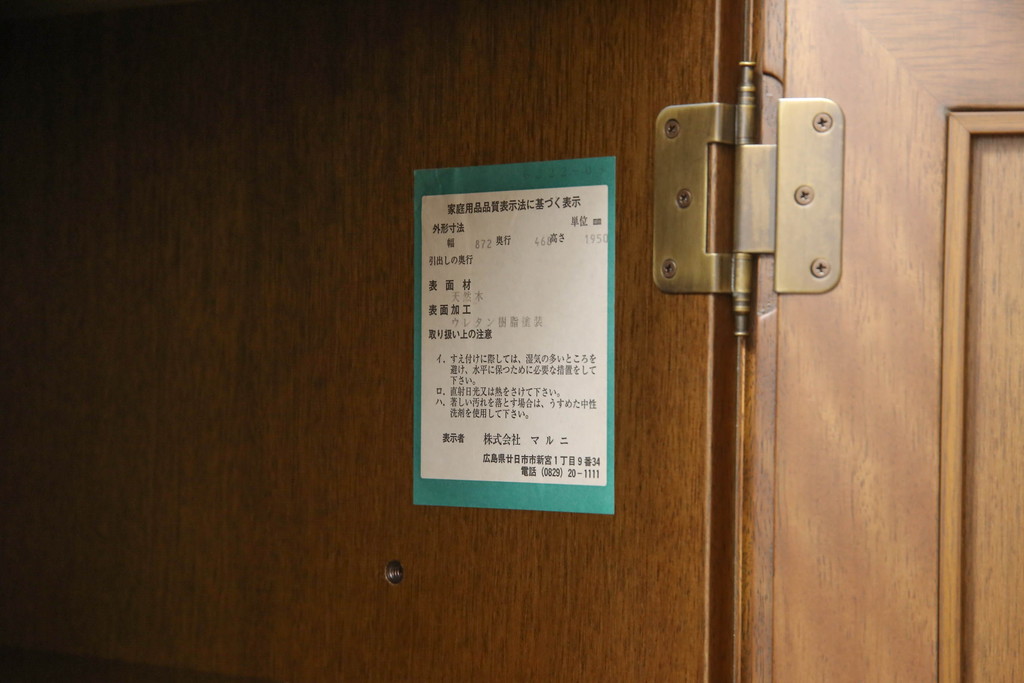 家庭用品品質表示法に基づく表示
外形寸法 単位 ㎜
幅 872 奥行 460 高さ 1950
引出しの奥行
表面材
天然木
表面加工
ウレタン樹脂塗装
取り扱い上の注意
イ．すえ付けに際しては、湿気の多いところを
避け、水平に保つために必要な措置をして
下さい。
ロ．直射日光又は熱をさけて下さい。
ハ．著しい汚れを落とす場合は、うすめた中性
洗剤を使用して下さい。
表示者 株式会社 マルニ
広島県廿日市市新宮1丁目9番34
電話 (0829) 20-1111